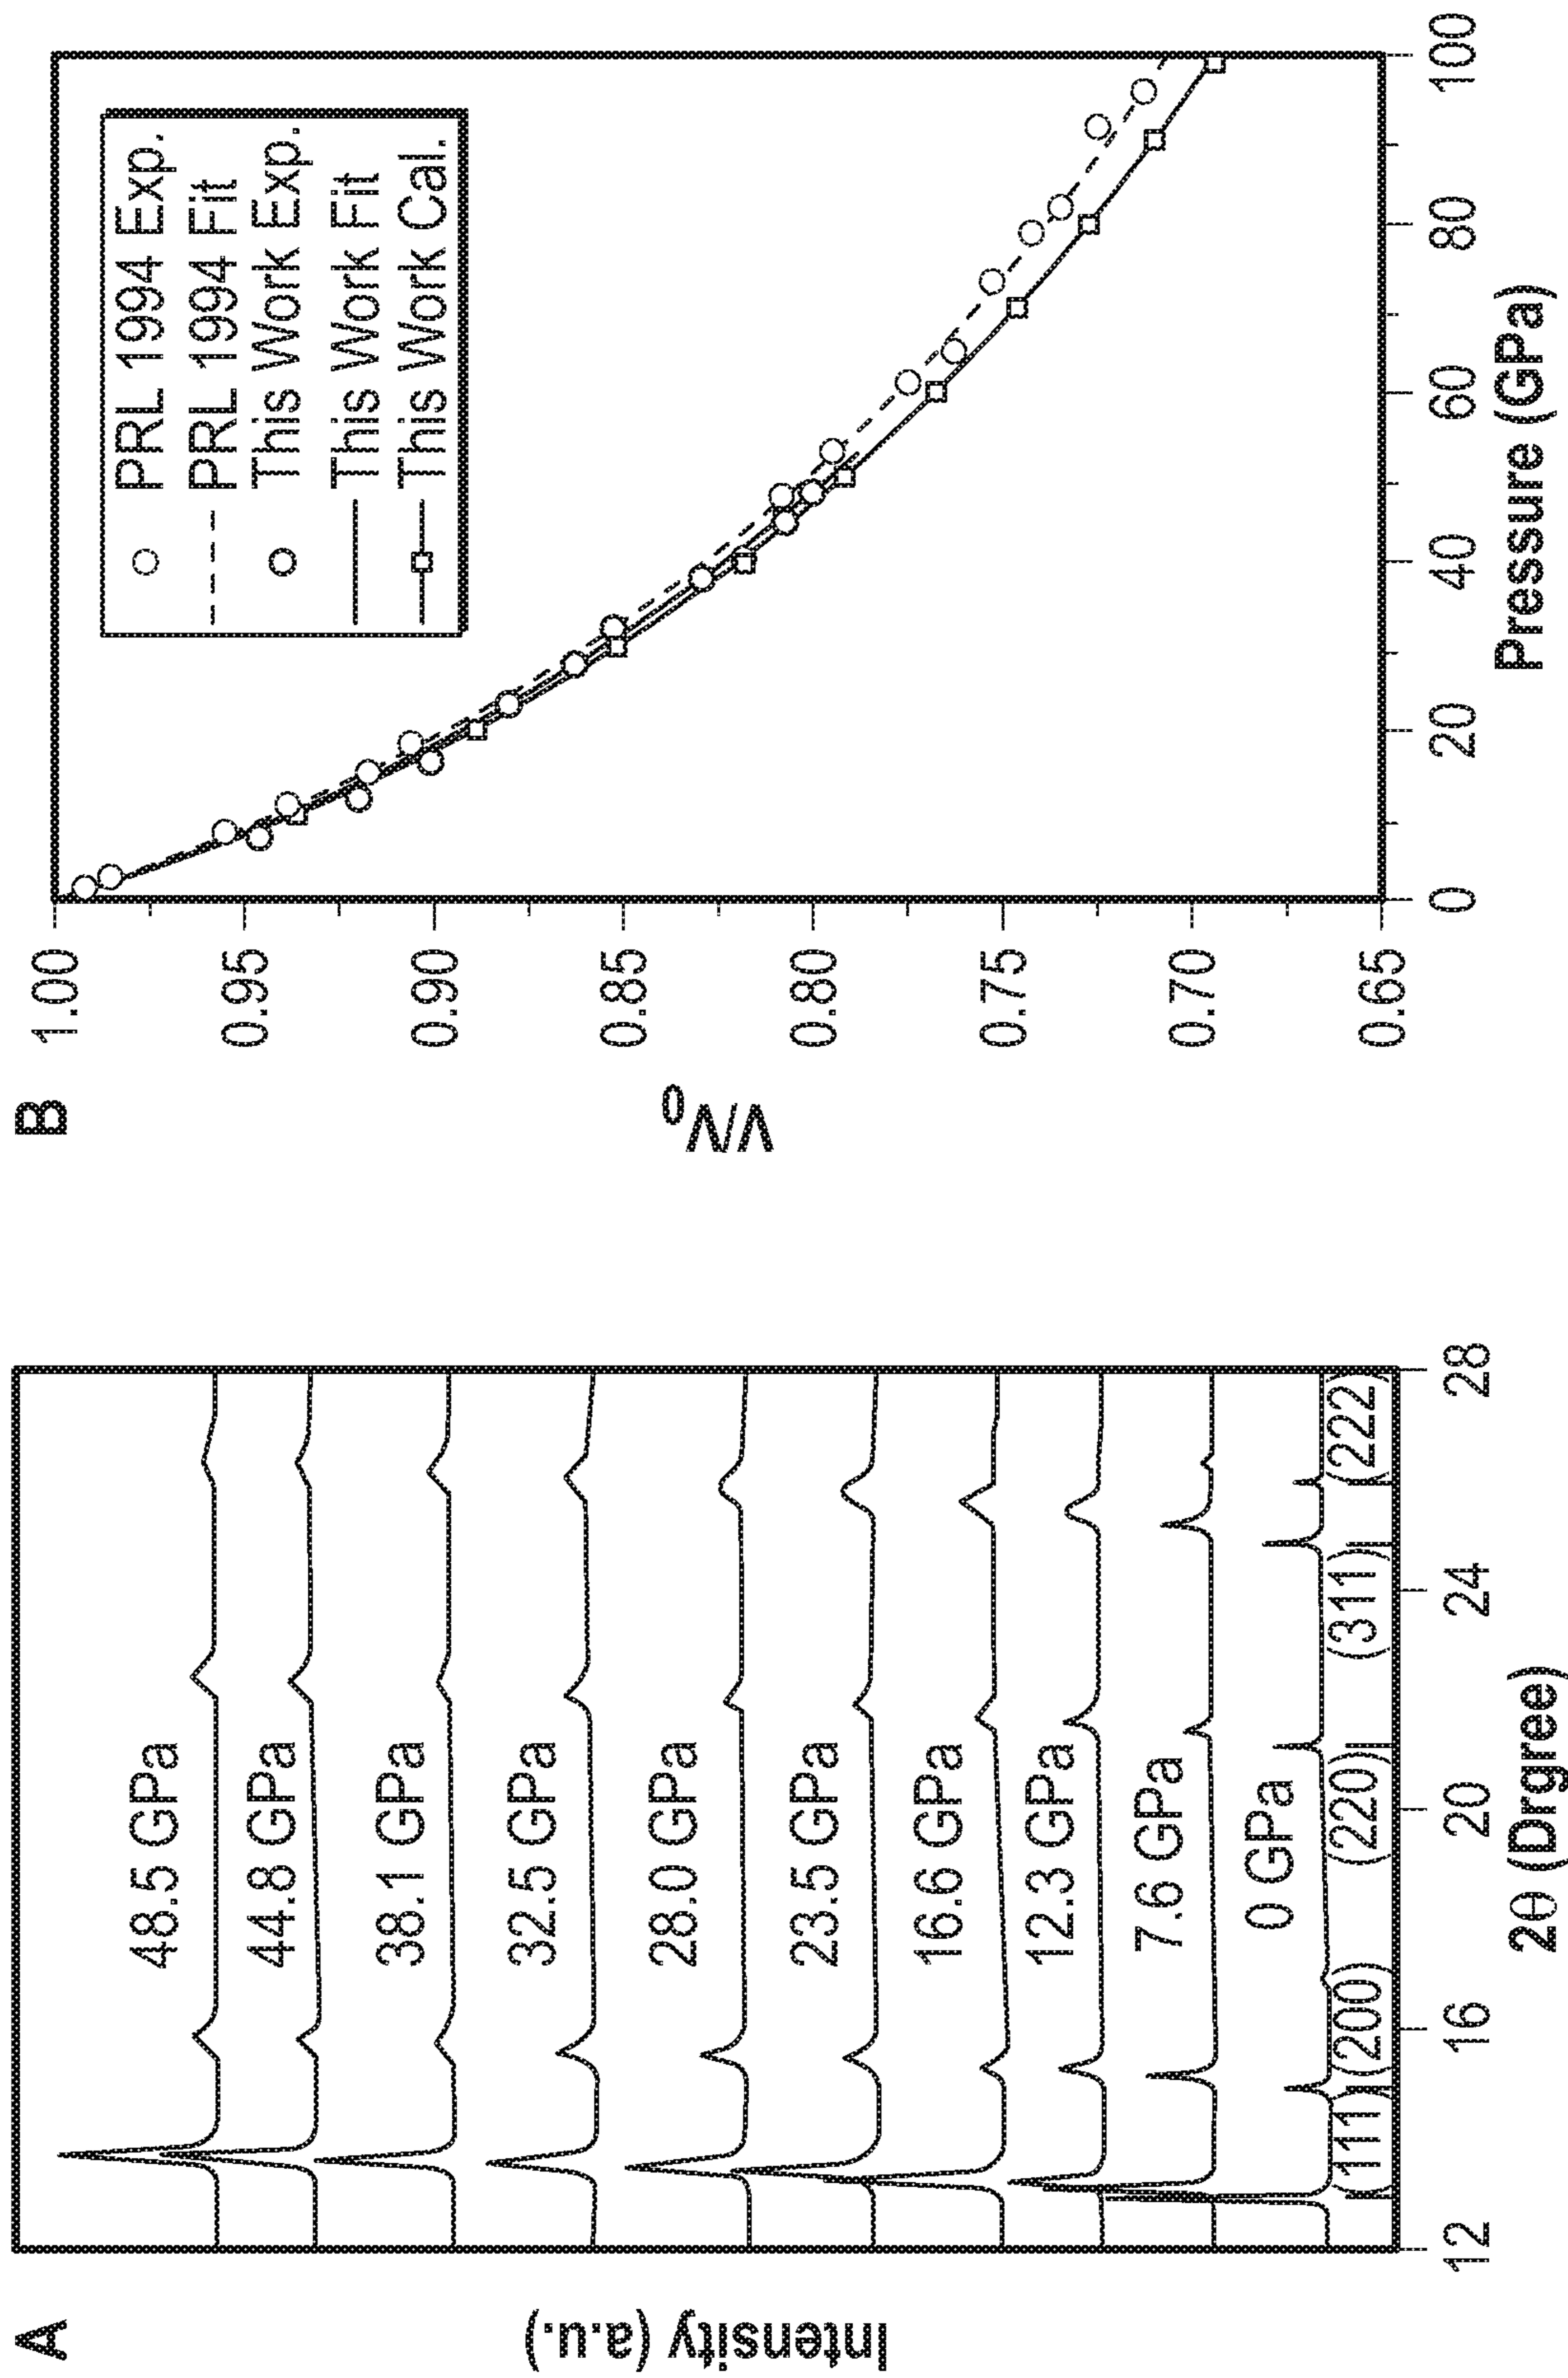 A
Intensity (a.u.)
48.5 GPa
44.8 GPa
38.1 GPa
32.5 GPa
28.0 GPa
23.5 GPa
16.6 GPa
12.3 GPa
7.6 GPa
0 GPa
(111) (200) (220) (311) (222)
12 16 20 24 28
2θ (Drgree)
B
V/V0
1.00
0.95
0.90
0.85
0.80
0.75
0.70
0.65
PRL 1994 Exp.
PRL 1994 Fit
This Work Exp.
This Work Fit
This Work Cal.
0 20 40 60 80 100
Pressure (GPa)